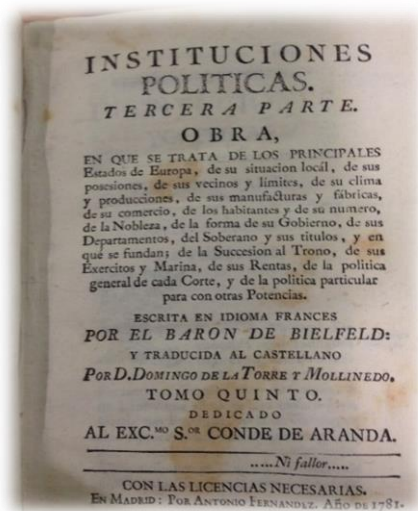 INSTITUCIONES
POLITICAS.
TERCERA PARTE.
OBRA,
EN QUE SE TRATA DE LOS PRINCIPALES
Estados de Europa, de su situacion locál, de sus
posesiones, de sus vecinos y limites, de su clima
y producciones, de sus manufacturas y fábricas,
de su comercio, de los habitantes y de su numero,
de la Nobleza, de la forma de su Gobierno, de sus
Departamentos, del Soberano y sus titulos, y en
que se fundan; de la Succesion al Trono, de sus
Exercitos y Marina, de sus Rentas, de la politica
general de cada Corte, y de la politica particular
para con otras Potencias.
ESCRITA EN IDIOMA FRANCES
POR EL BARON DE BIELFELD:
Y TRADUCIDA AL CASTELLANO
POR D. DOMINGO DE LA TORRE Y MOLLINEDO.
TOMO QUINTO.
DEDICADO
AL EXC.MO S.OR CONDE DE ARANDA.
.....Ni fallor.....
CON LAS LICENCIAS NECESARIAS.
EN MADRID: POR ANTONIO FERNANDEZ. Año DE 1781.